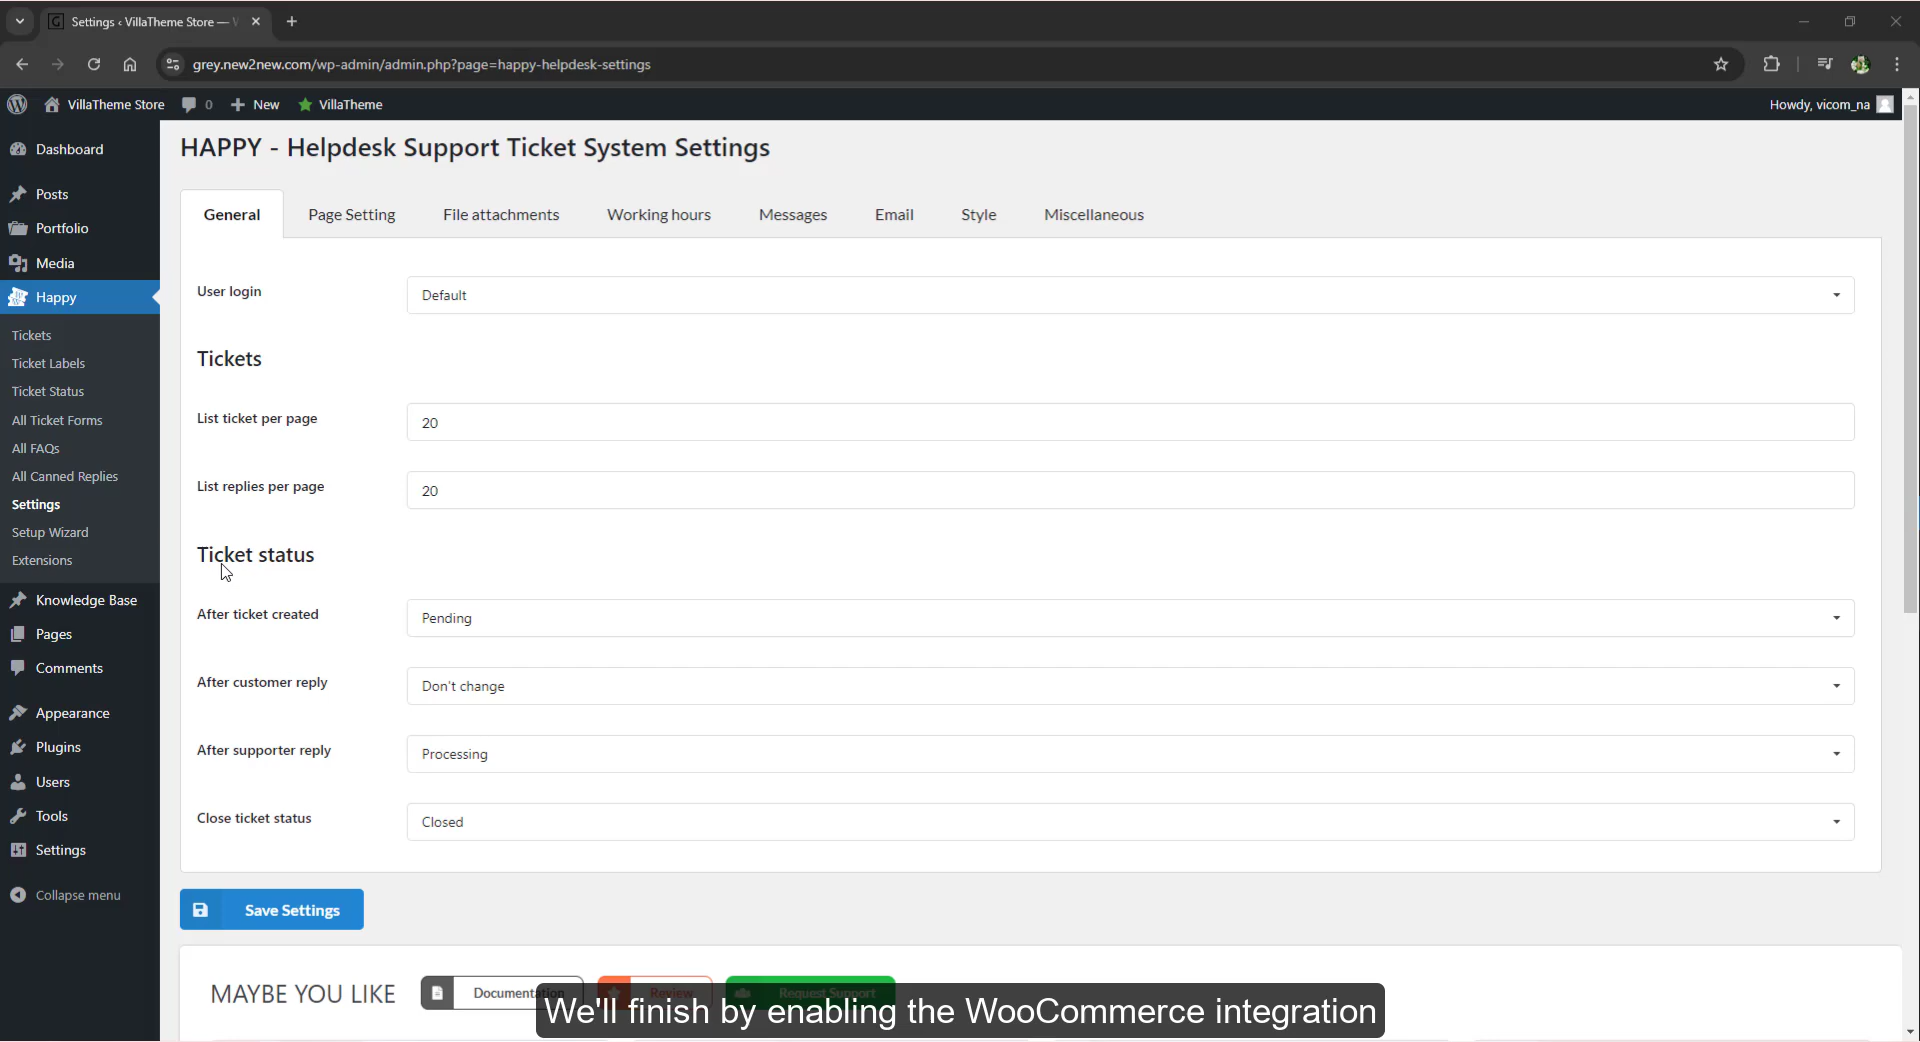 Settings ‹ VillaTheme Store —
grey.new2new.com/wp-admin/admin.php?page=happy-helpdesk-settings
VillaTheme Store
0
New
VillaTheme
Howdy, vicom_na
Dashboard
Posts
Portfolio
Media
Happy
Tickets
Ticket Labels
Ticket Status
All Ticket Forms
All FAQs
All Canned Replies
Settings
Setup Wizard
Extensions
Knowledge Base
Pages
Comments
Appearance
Plugins
Users
Tools
Settings
Collapse menu
HAPPY - Helpdesk Support Ticket System Settings
General
Page Setting
File attachments
Working hours
Messages
Email
Style
Miscellaneous
User login
Default
Tickets
List ticket per page
20
List replies per page
20
Ticket status
After ticket created
Pending
After customer reply
Don't change
After supporter reply
Processing
Close ticket status
Closed
Save Settings
MAYBE YOU LIKE
Documentation
Review
Request Support
We'll finish by enabling the WooCommerce integration